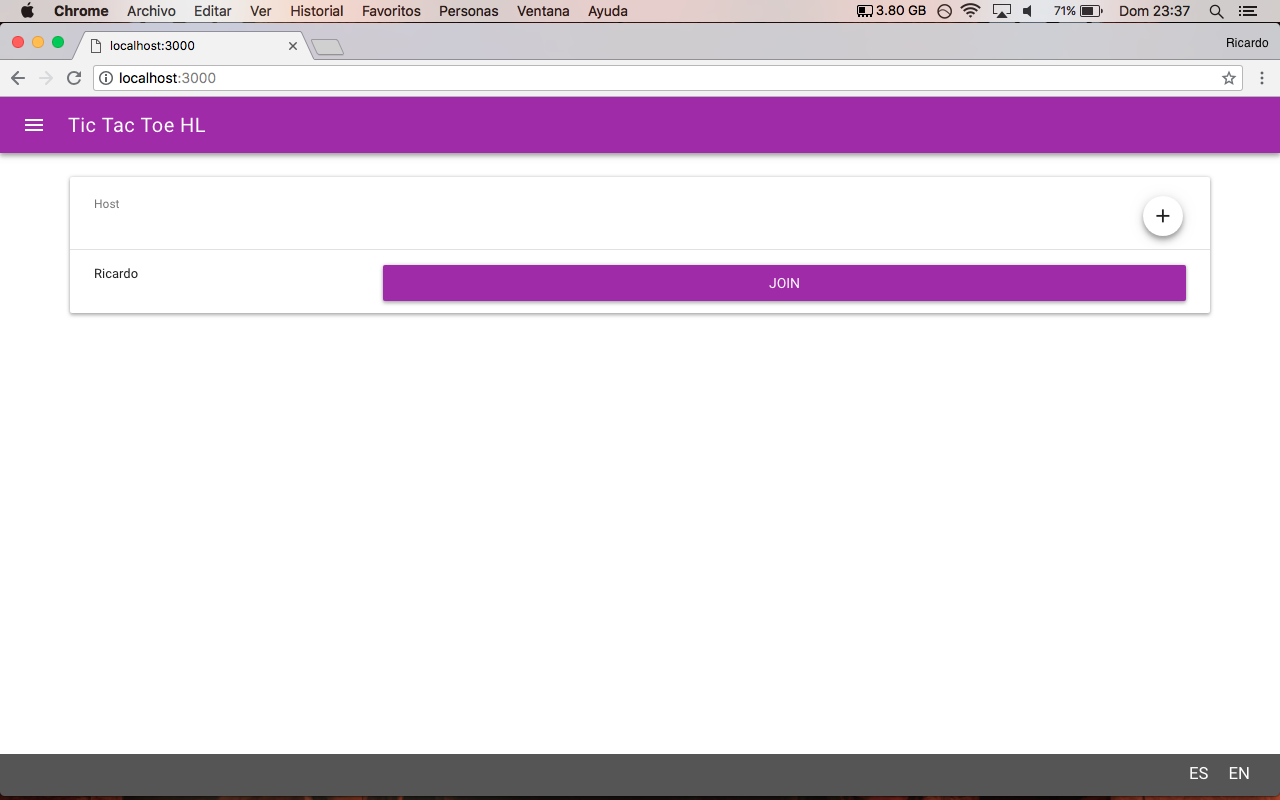 Chrome Archivo Editar Ver Historial Favoritos Personas Ventana Ayuda 3.80 GB 71% Dom 23:37
localhost:3000 Ricardo
localhost:3000
Tic Tac Toe HL
Host
Ricardo JOIN
ES EN